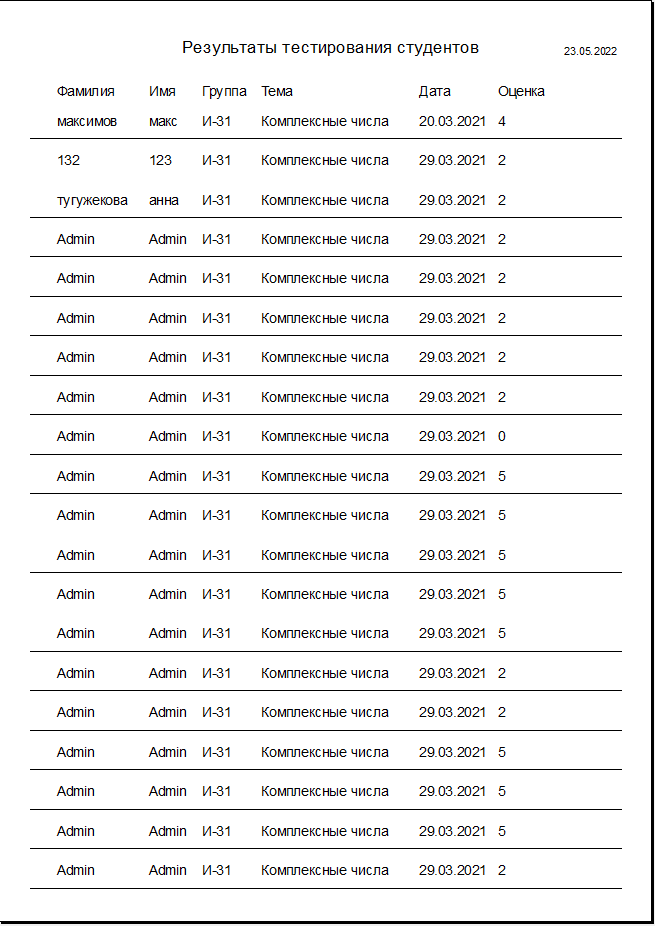 Результаты тестирования студентов 23.05.2022
Фамилия Имя Группа Тема Дата Оценка
максимов макс И-31 Комплексные числа 20.03.2021 4
132 123 И-31 Комплексные числа 29.03.2021 2
тугужекова анна И-31 Комплексные числа 29.03.2021 2
Admin Admin И-31 Комплексные числа 29.03.2021 2
Admin Admin И-31 Комплексные числа 29.03.2021 2
Admin Admin И-31 Комплексные числа 29.03.2021 2
Admin Admin И-31 Комплексные числа 29.03.2021 2
Admin Admin И-31 Комплексные числа 29.03.2021 2
Admin Admin И-31 Комплексные числа 29.03.2021 0
Admin Admin И-31 Комплексные числа 29.03.2021 5
Admin Admin И-31 Комплексные числа 29.03.2021 5
Admin Admin И-31 Комплексные числа 29.03.2021 5
Admin Admin И-31 Комплексные числа 29.03.2021 5
Admin Admin И-31 Комплексные числа 29.03.2021 5
Admin Admin И-31 Комплексные числа 29.03.2021 2
Admin Admin И-31 Комплексные числа 29.03.2021 2
Admin Admin И-31 Комплексные числа 29.03.2021 5
Admin Admin И-31 Комплексные числа 29.03.2021 5
Admin Admin И-31 Комплексные числа 29.03.2021 5
Admin Admin И-31 Комплексные числа 29.03.2021 2